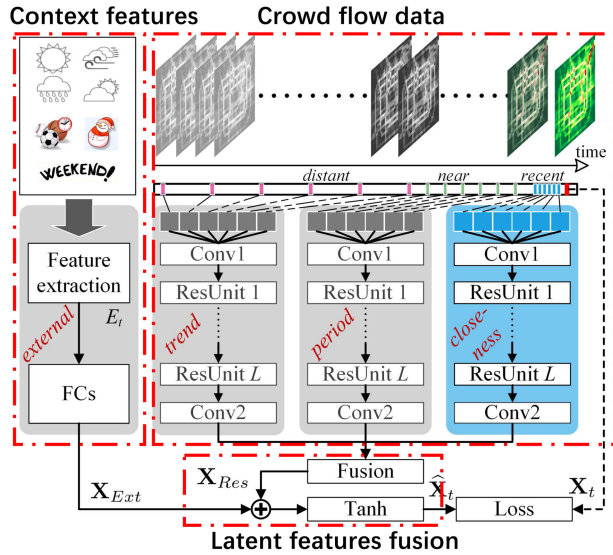 Context features
Crowd flow data
WEEKEND!
time
distant
near
recent
Feature
extraction
E_t
external
FCs
Conv1
ResUnit 1
trend
ResUnit L
Conv2
Conv1
ResUnit 1
period
ResUnit L
Conv2
Conv1
ResUnit 1
close-
ness
ResUnit L
Conv2
X_Ext
X_Res
Fusion
Tanh
X̂_t
Loss
X_t
Latent features fusion